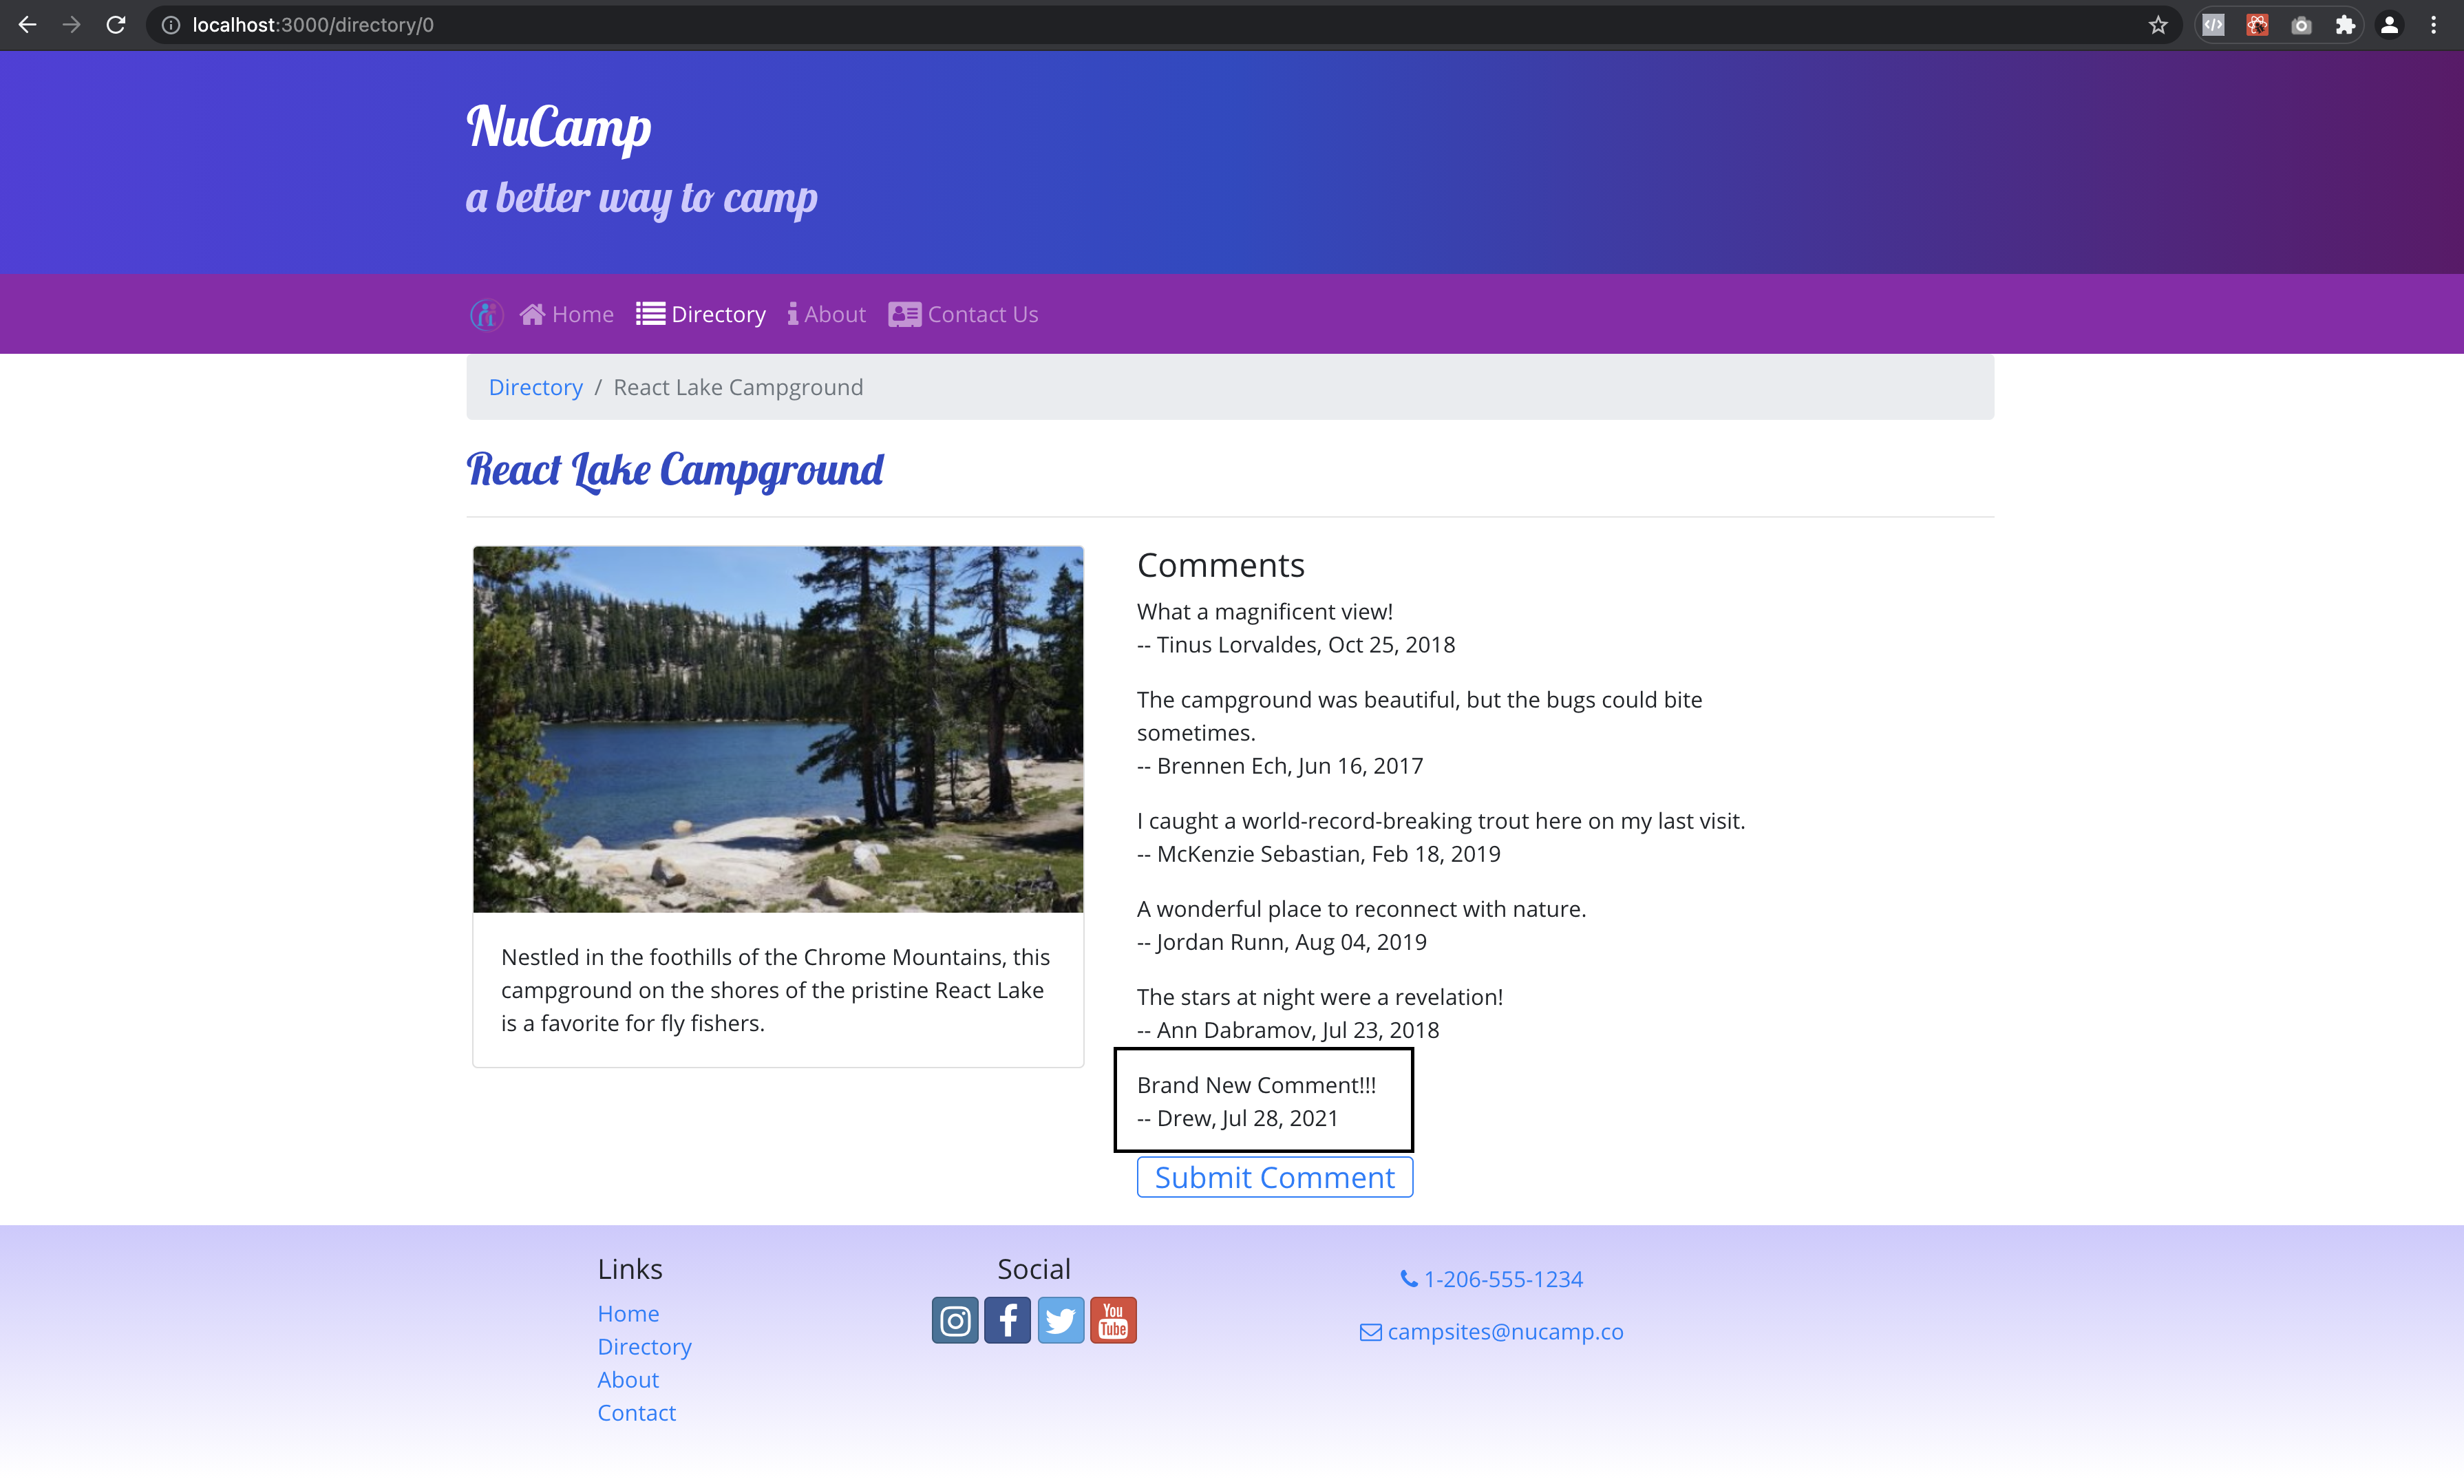 localhost:3000/directory/0
NuCamp
a better way to camp
Home Directory About Contact Us
Directory / React Lake Campground
React Lake Campground
Comments
What a magnificent view!
-- Tinus Lorvaldes, Oct 25, 2018
The campground was beautiful, but the bugs could bite
sometimes.
-- Brennen Ech, Jun 16, 2017
I caught a world-record-breaking trout here on my last visit.
-- McKenzie Sebastian, Feb 18, 2019
A wonderful place to reconnect with nature.
-- Jordan Runn, Aug 04, 2019
The stars at night were a revelation!
-- Ann Dabramov, Jul 23, 2018
Brand New Comment!!!
-- Drew, Jul 28, 2021
Submit Comment
Nestled in the foothills of the Chrome Mountains, this
campground on the shores of the pristine React Lake
is a favorite for fly fishers.
Links
Home
Directory
About
Contact
Social
You
Tube
1-206-555-1234
campsites@nucamp.co